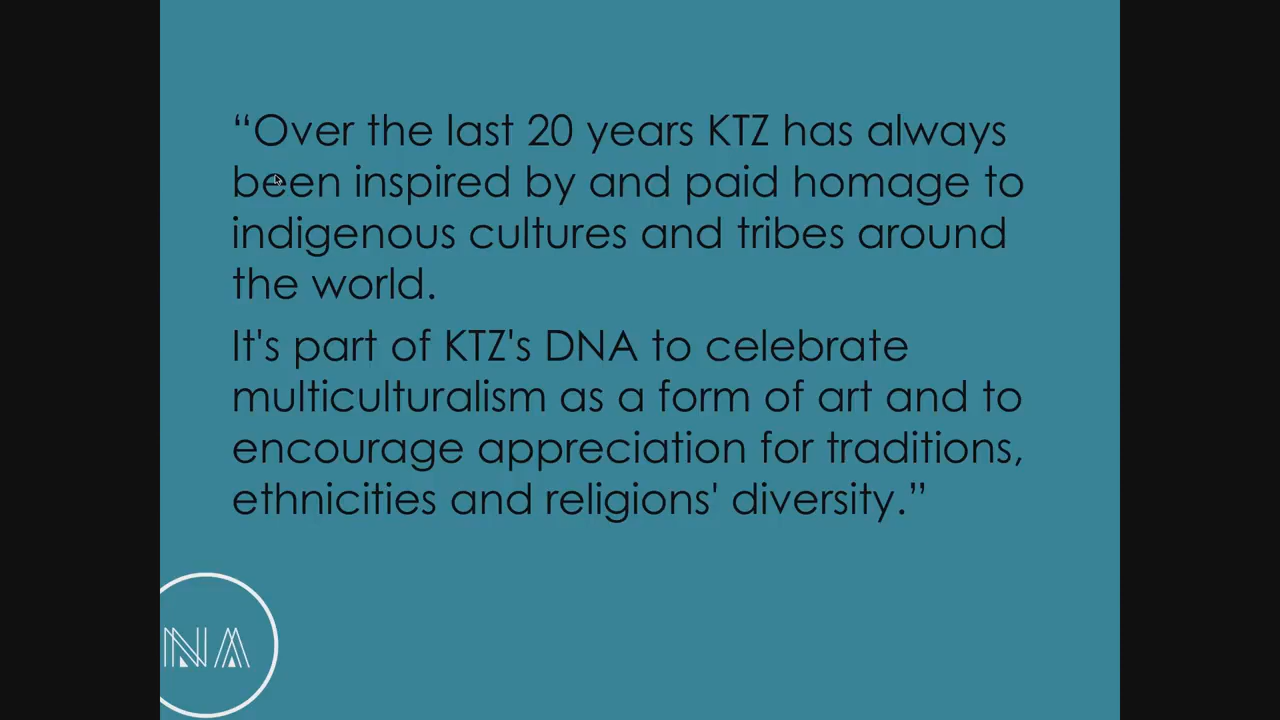 “Over the last 20 years KTZ has always
been inspired by and paid homage to
indigenous cultures and tribes around
the world.
It's part of KTZ's DNA to celebrate
multiculturalism as a form of art and to
encourage appreciation for traditions,
ethnicities and religions' diversity.”
NA